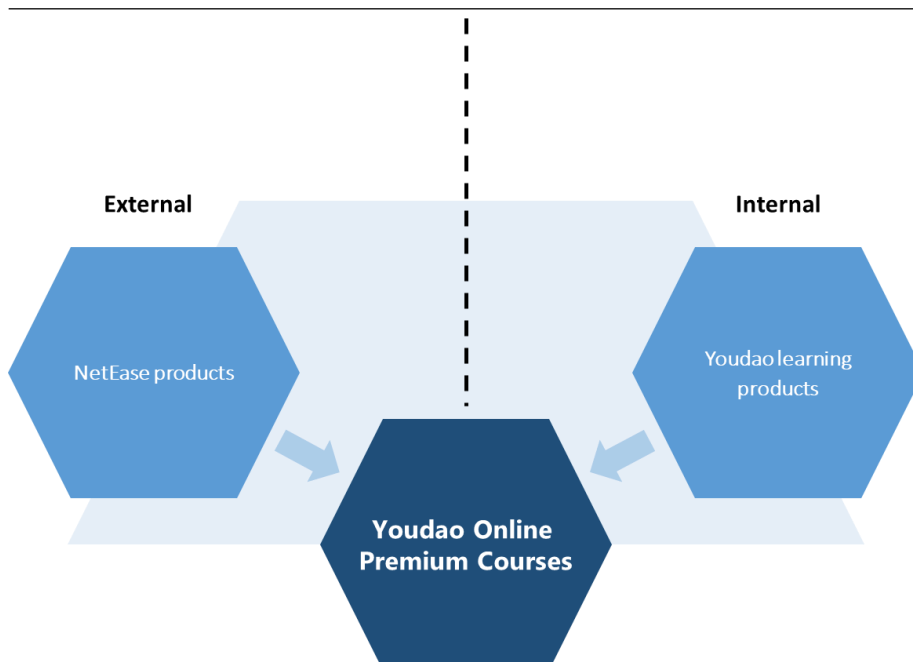 External
Internal
NetEase products
Youdao learning
products
Youdao Online
Premium Courses